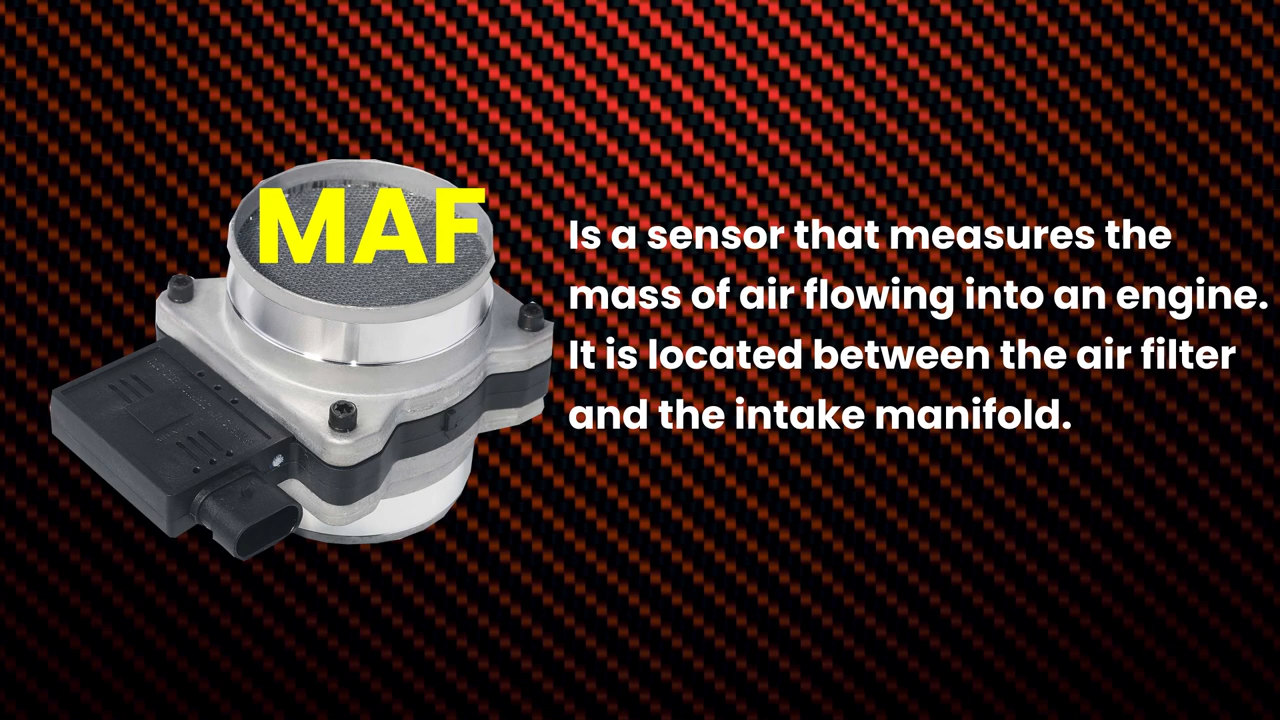 MAF
Is a sensor that measures the
mass of air flowing into an engine.
It is located between the air filter
and the intake manifold.